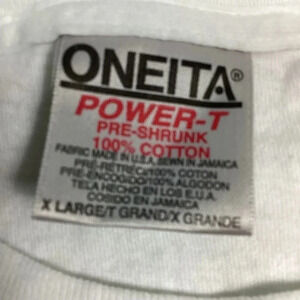 ONEITA®
POWER-T
PRE-SHRUNK
100% COTTON
FABRIC MADE IN U.S.A. SEWN IN JAMAICA
PRE-RETRECI/100% COTON
PRE-ENCOGIDO/100% ALGODON
TELA HECHO EN LOS E.U.A.
COSIDO EN JAMAICA
X LARGE/T GRAND/X GRANDE